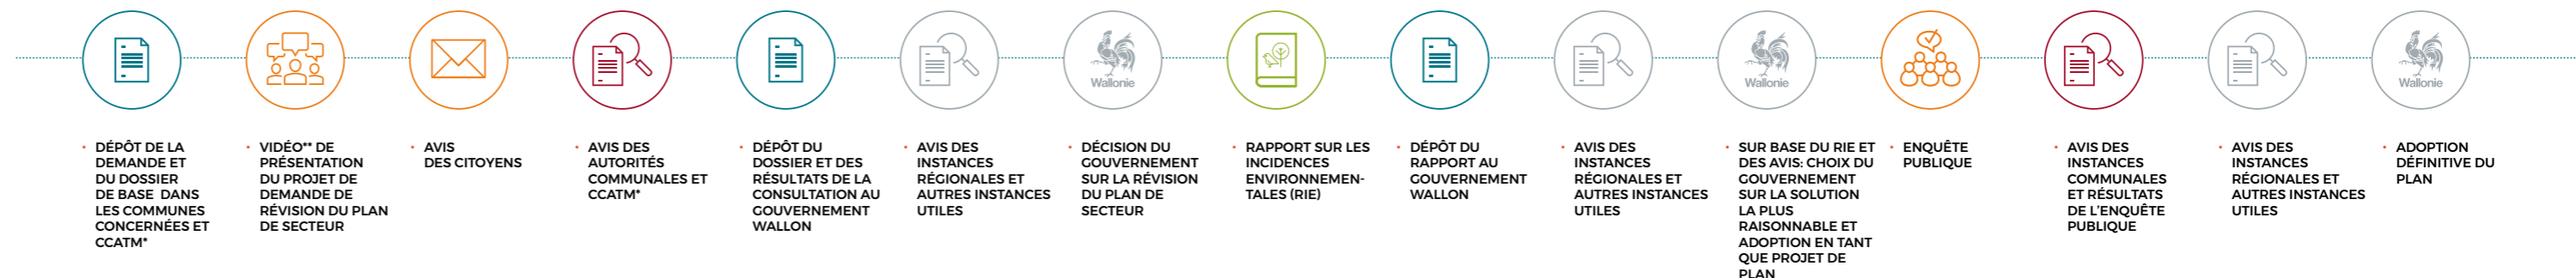 Wallonie
Wallonie
Wallonie
• DÉPÔT DE LA
DEMANDE ET
DU DOSSIER
DE BASE DANS
LES COMMUNES
CONCERNÉES ET
CCATM*
• VIDÉO** DE
PRÉSENTATION
DU PROJET DE
DEMANDE DE
RÉVISION DU PLAN
DE SECTEUR
• AVIS
DES CITOYENS
• AVIS DES
AUTORITÉS
COMMUNALES ET
CCATM*
• DÉPÔT DU
DOSSIER ET DES
RÉSULTATS DE LA
CONSULTATION AU
GOUVERNEMENT
WALLON
• AVIS DES
INSTANCES
RÉGIONALES ET
AUTRES INSTANCES
UTILES
• DÉCISION DU
GOUVERNEMENT
SUR LA RÉVISION
DU PLAN DE
SECTEUR
• RAPPORT SUR LES
INCIDENCES
ENVIRONNEMEN-
TALES (RIE)
• DÉPÔT DU
RAPPORT AU
GOUVERNEMENT
WALLON
• AVIS DES
INSTANCES
RÉGIONALES ET
AUTRES INSTANCES
UTILES
• SUR BASE DU RIE ET
DES AVIS: CHOIX DU
GOUVERNEMENT
SUR LA SOLUTION
LA PLUS
RAISONNABLE ET
ADOPTION EN TANT
QUE PROJET DE
PLAN
• ENQUÊTE
PUBLIQUE
• AVIS DES
INSTANCES
COMMUNALES
ET RÉSULTATS
DE L'ENQUÊTE
PUBLIQUE
• AVIS DES
INSTANCES
RÉGIONALES ET
AUTRES INSTANCES
UTILES
• ADOPTION
DÉFINITIVE DU
PLAN